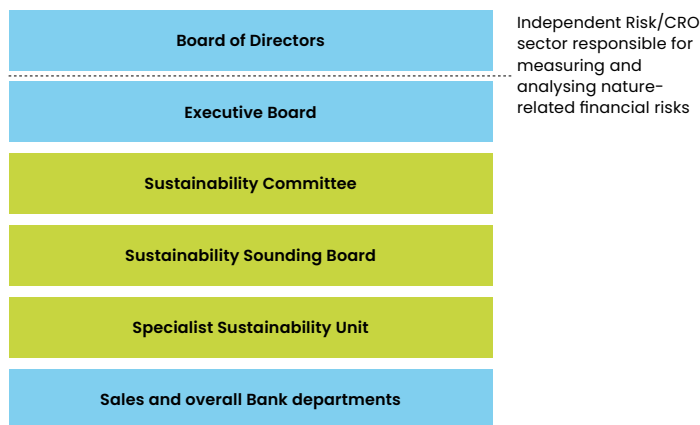 Board of Directors
Independent Risk/CRO
sector responsible for
measuring and
analysing nature-
related financial risks
Executive Board
Sustainability Committee
Sustainability Sounding Board
Specialist Sustainability Unit
Sales and overall Bank departments